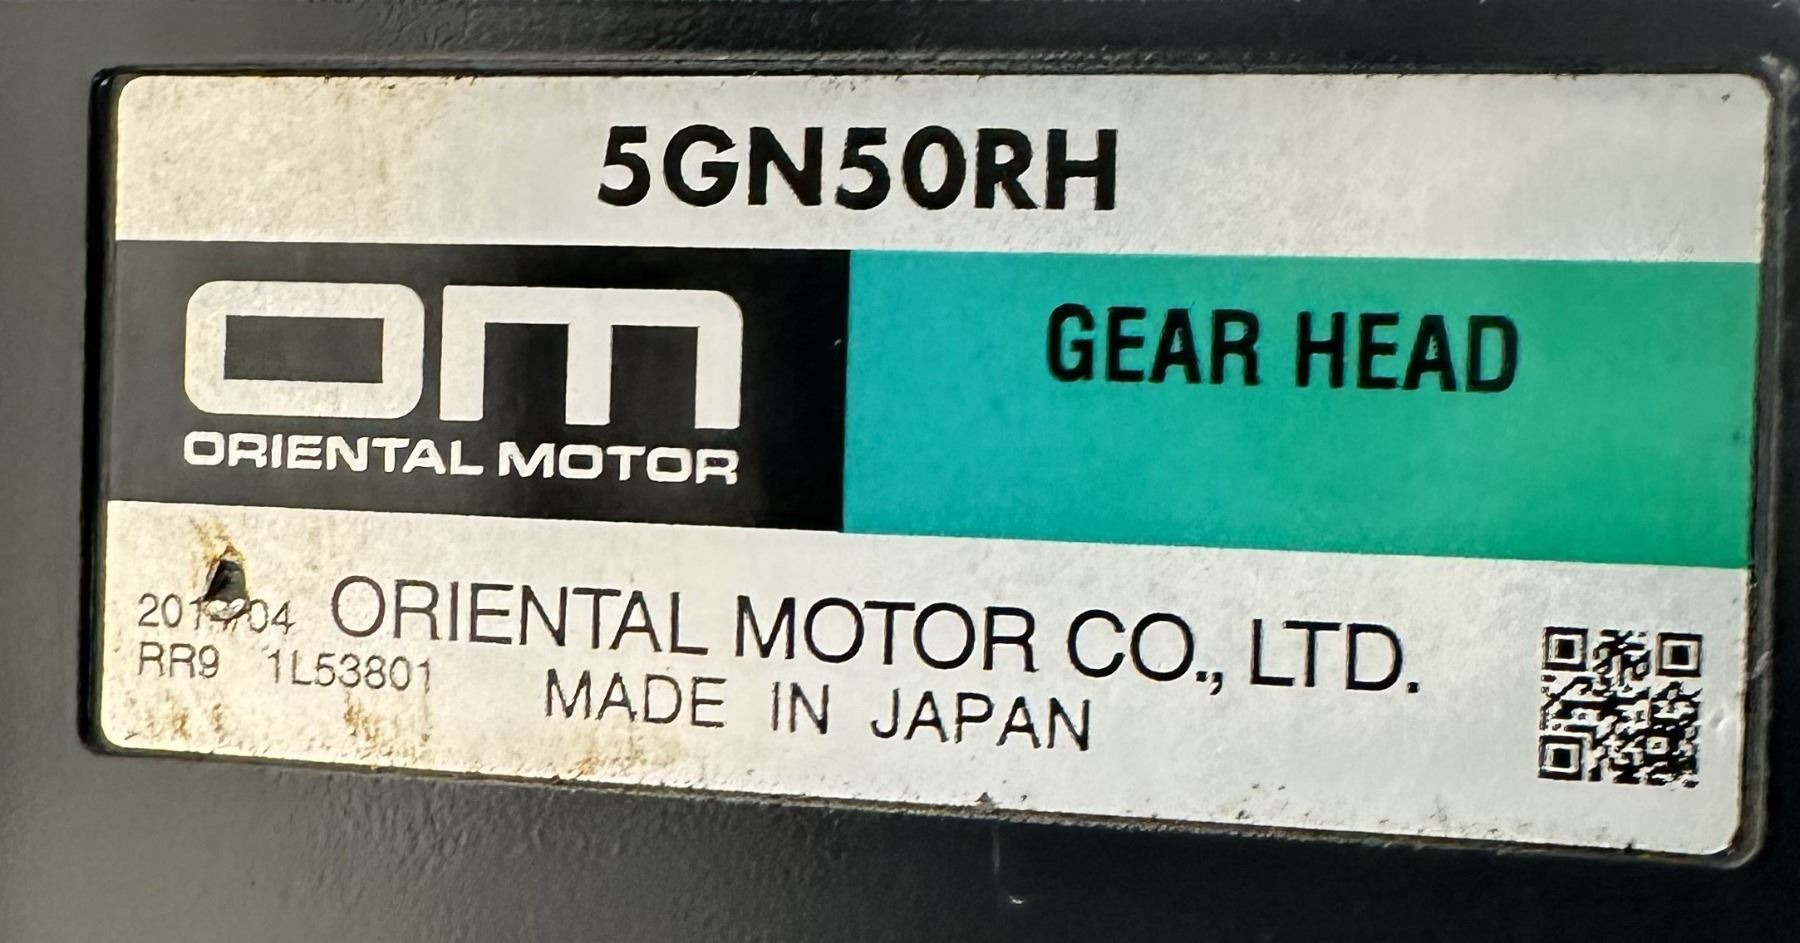 5GN50RH
om
ORIENTAL MOTOR
GEAR HEAD
ORIENTAL MOTOR CO., LTD.
RR9 1L53801
MADE IN JAPAN